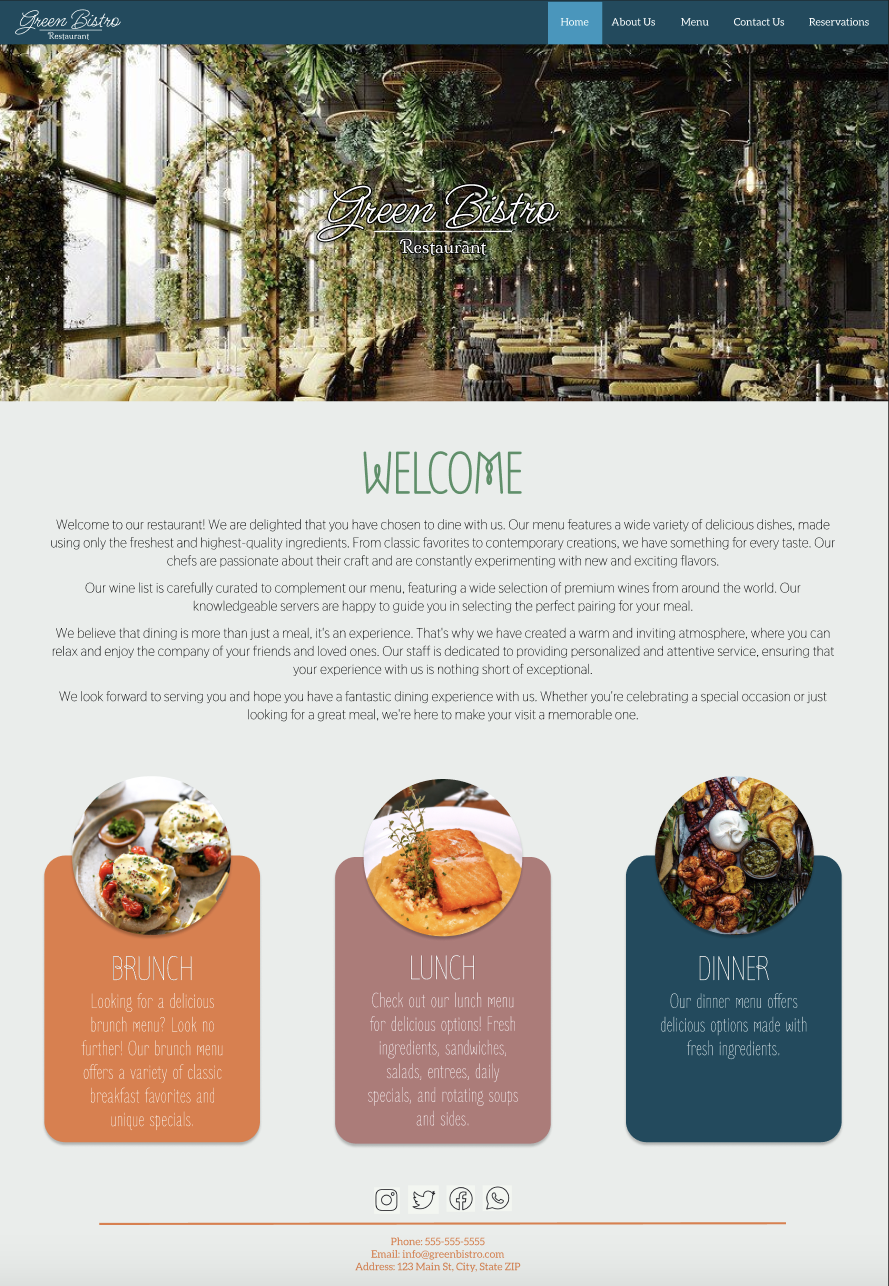 Green Bistro
Restaurant
Home About Us Menu Contact Us Reservations
Green Bistro
Restaurant
WELCOME
Welcome to our restaurant! We are delighted that you have chosen to dine with us. Our menu features a wide variety of delicious dishes, made
using only the freshest and highest-quality ingredients. From classic favorites to contemporary creations, we have something for every taste. Our
chefs are passionate about their craft and are constantly experimenting with new and exciting flavors.
Our wine list is carefully curated to complement our menu, featuring a wide selection of premium wines from around the world. Our
knowledgeable servers are happy to guide you in selecting the perfect pairing for your meal.
We believe that dining is more than just a meal, it's an experience. That's why we have created a warm and inviting atmosphere, where you can
relax and enjoy the company of your friends and loved ones. Our staff is dedicated to providing personalized and attentive service, ensuring that
your experience with us is nothing short of exceptional.
We look forward to serving you and hope you have a fantastic dining experience with us. Whether you're celebrating a special occasion or just
looking for a great meal, we're here to make your visit a memorable one.
BRUNCH
Looking for a delicious
brunch menu? Look no
further! Our brunch menu
offers a variety of classic
breakfast favorites and
unique specials.
LUNCH
Check out our lunch menu
for delicious options! Fresh
ingredients, sandwiches,
salads, entrees, daily
specials, and rotating soups
and sides.
DINNER
Our dinner menu offers
delicious options made with
fresh ingredients.
Phone: 555-555-5555
Email: info@greenbistro.com
Address: 123 Main St, City, State ZIP